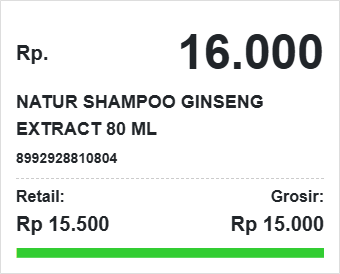 Rp. 16.000
NATUR SHAMPOO GINSENG
EXTRACT 80 ML
8992928810804
Retail: Grosir:
Rp 15.500 Rp 15.000